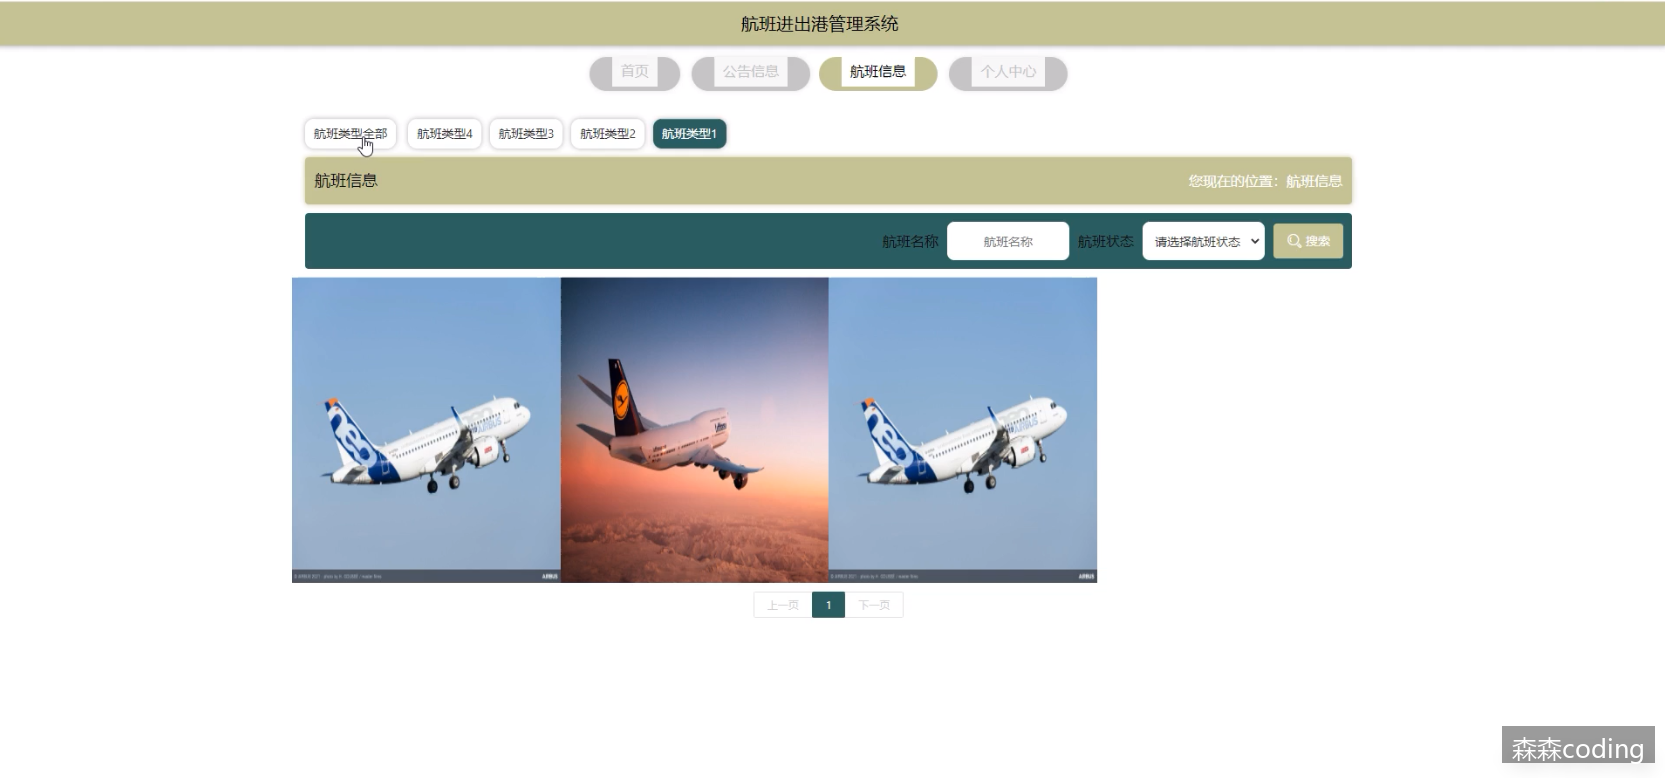 航班进出港管理系统
首页 公告信息 航班信息 个人中心
航班类型全部 航班类型4 航班类型3 航班类型2 航班类型1
航班信息 您现在的位置：航班信息
航班名称 航班名称 航班状态 请选择航班状态 搜索
AIRBUS AIRBUS
上一页 1 下一页
森森coding